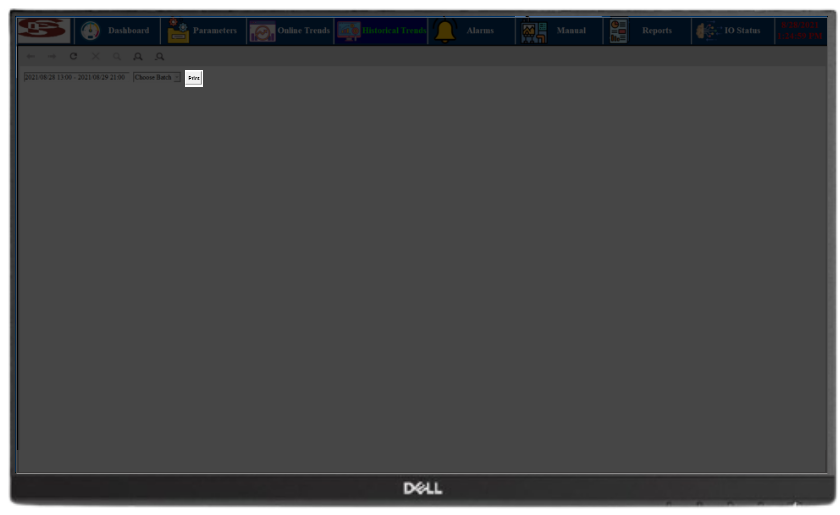 Dashboard Parameters Online Trends Historical Trends Alarms Manual Reports IO Status
2021/08/28 13:00 - 2021/08/29 21:00 Choose Batch Print
DELL